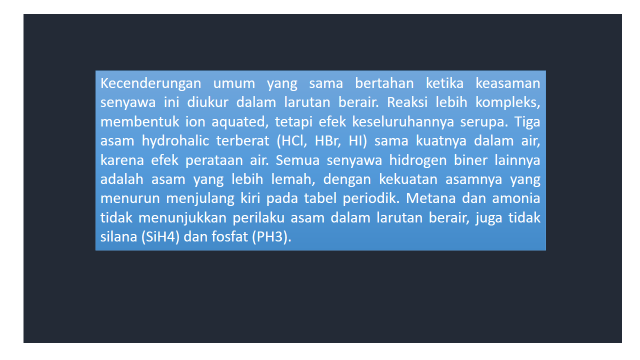 Kecenderungan umum yang sama bertahan ketika keasaman
senyawa ini diukur dalam larutan berair. Reaksi lebih kompleks,
membentuk ion aquated, tetapi efek keseluruhannya serupa. Tiga
asam hydrohalic terberat (HCl, HBr, HI) sama kuatnya dalam air,
karena efek perataan air. Semua senyawa hidrogen biner lainnya
adalah asam yang lebih lemah, dengan kekuatan asamnya yang
menurun menjulang kiri pada tabel periodik. Metana dan amonia
tidak menunjukkan perilaku asam dalam larutan berair, juga tidak
silana (SiH4) dan fosfat (PH3).